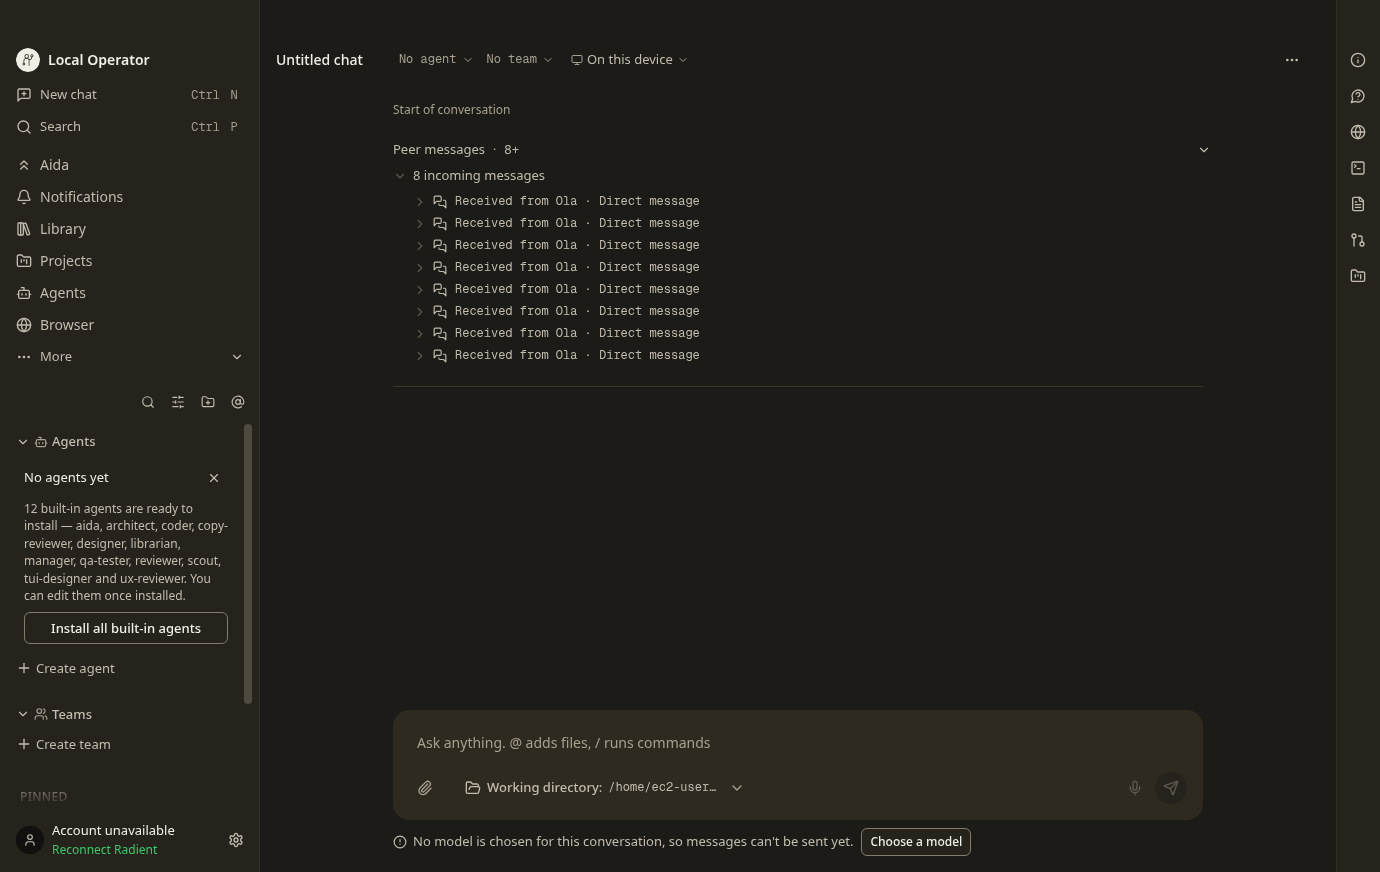 Local Operator
New chat Ctrl N
Search Ctrl P
Aida
Notifications
Library
Projects
Agents
Browser
More
Agents
No agents yet
12 built-in agents are ready to
install — aida, architect, coder, copy-
reviewer, designer, librarian,
manager, qa-tester, reviewer, scout,
tui-designer and ux-reviewer. You
can edit them once installed.
Install all built-in agents
Create agent
Teams
Create team
PINNED
Account unavailable
Reconnect Radient
Untitled chat No agent No team On this device
Start of conversation
Peer messages · 8+
8 incoming messages
Received from Ola · Direct message
Received from Ola · Direct message
Received from Ola · Direct message
Received from Ola · Direct message
Received from Ola · Direct message
Received from Ola · Direct message
Received from Ola · Direct message
Received from Ola · Direct message
Ask anything. @ adds files, / runs commands
Working directory: /home/ec2-user…
No model is chosen for this conversation, so messages can't be sent yet. Choose a model